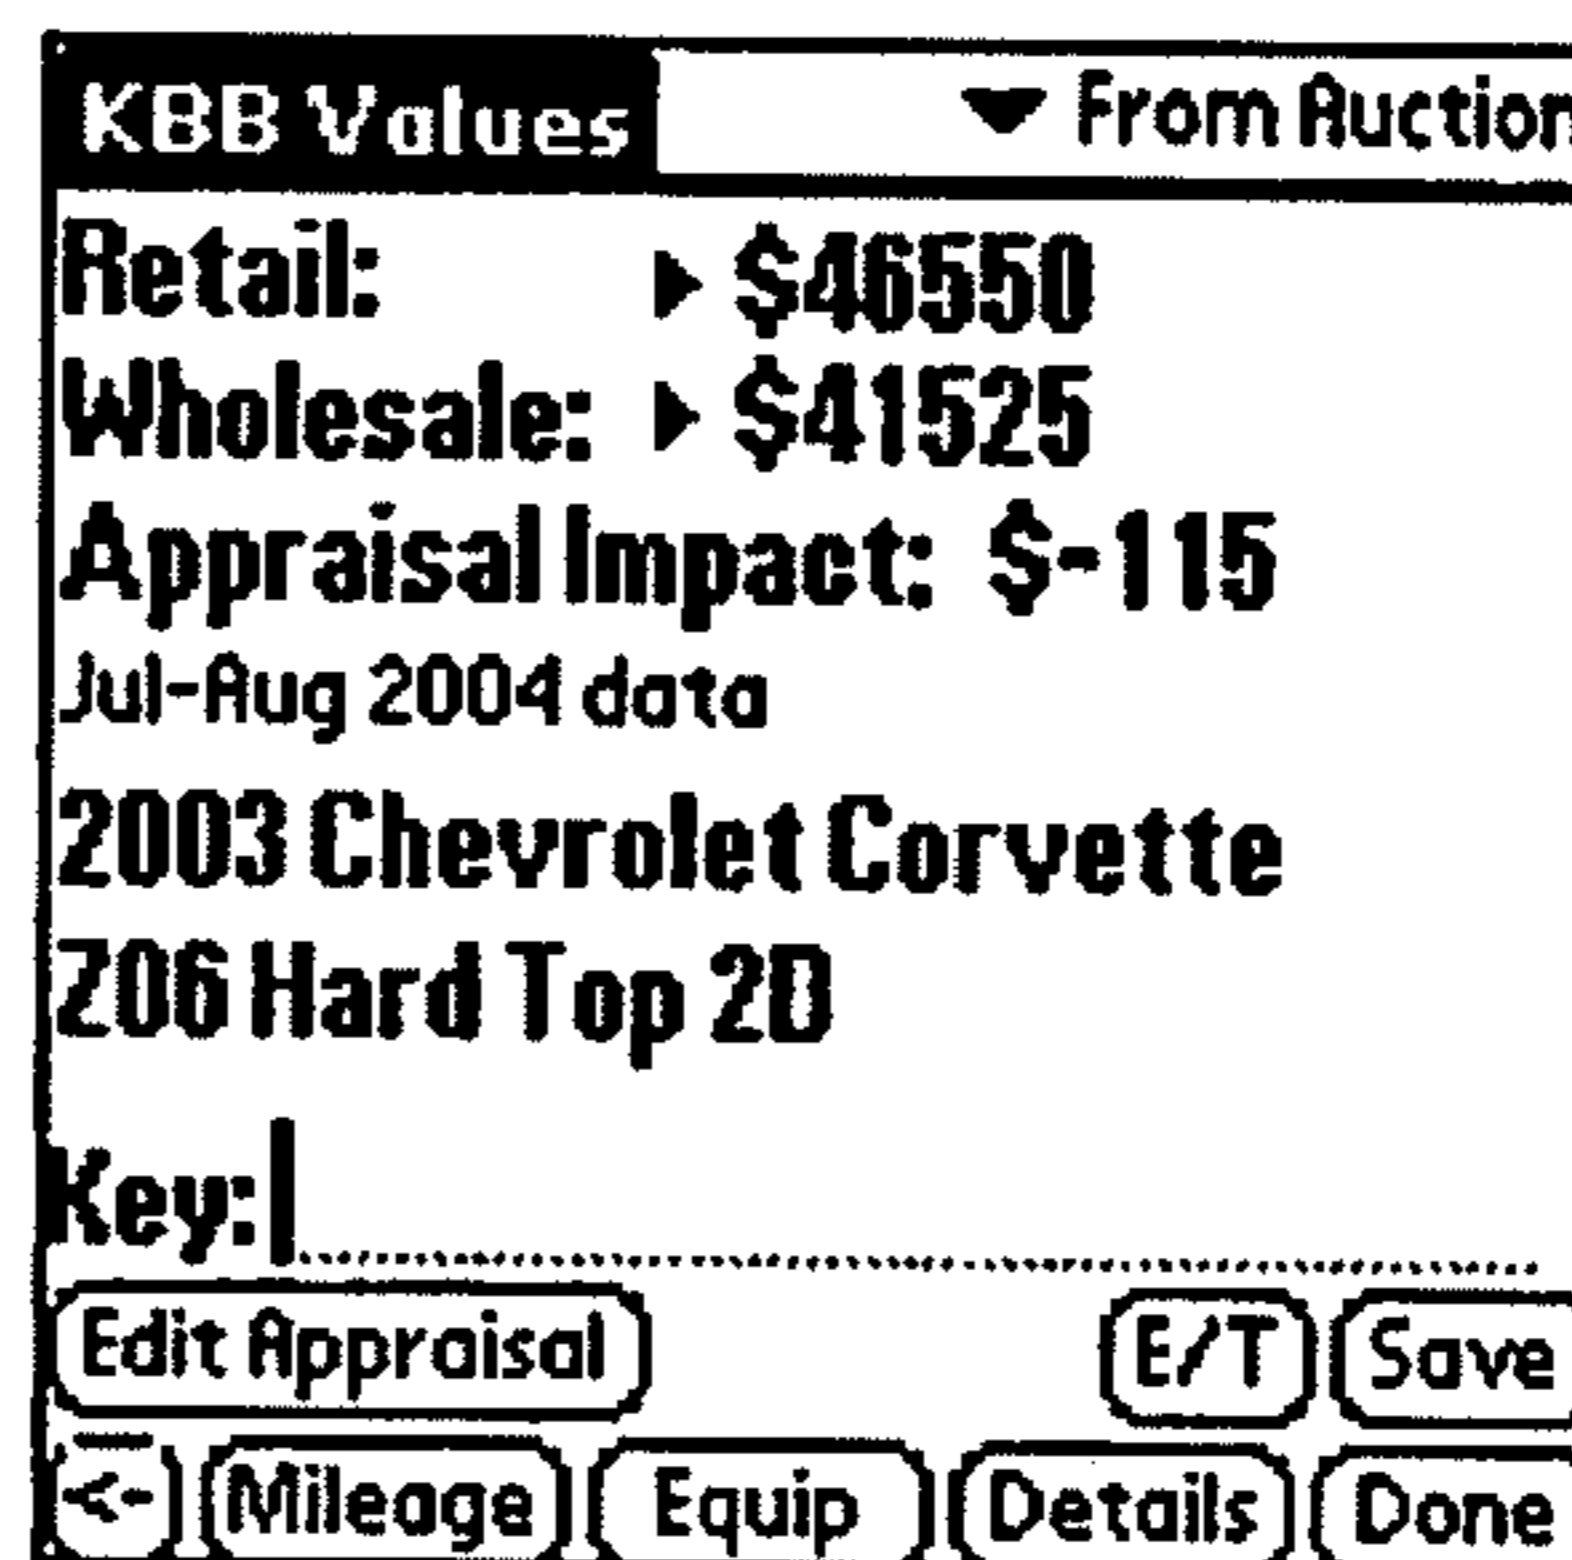 KBB Values ▼ From Auction
Retail: ▶ $46550
Wholesale: ▶ $41525
Appraisal Impact: $-115
Jul-Aug 2004 data
2003 Chevrolet Corvette
Z06 Hard Top 2D
Key:
Edit Appraisal E/T Save
<- Mileage Equip Details Done